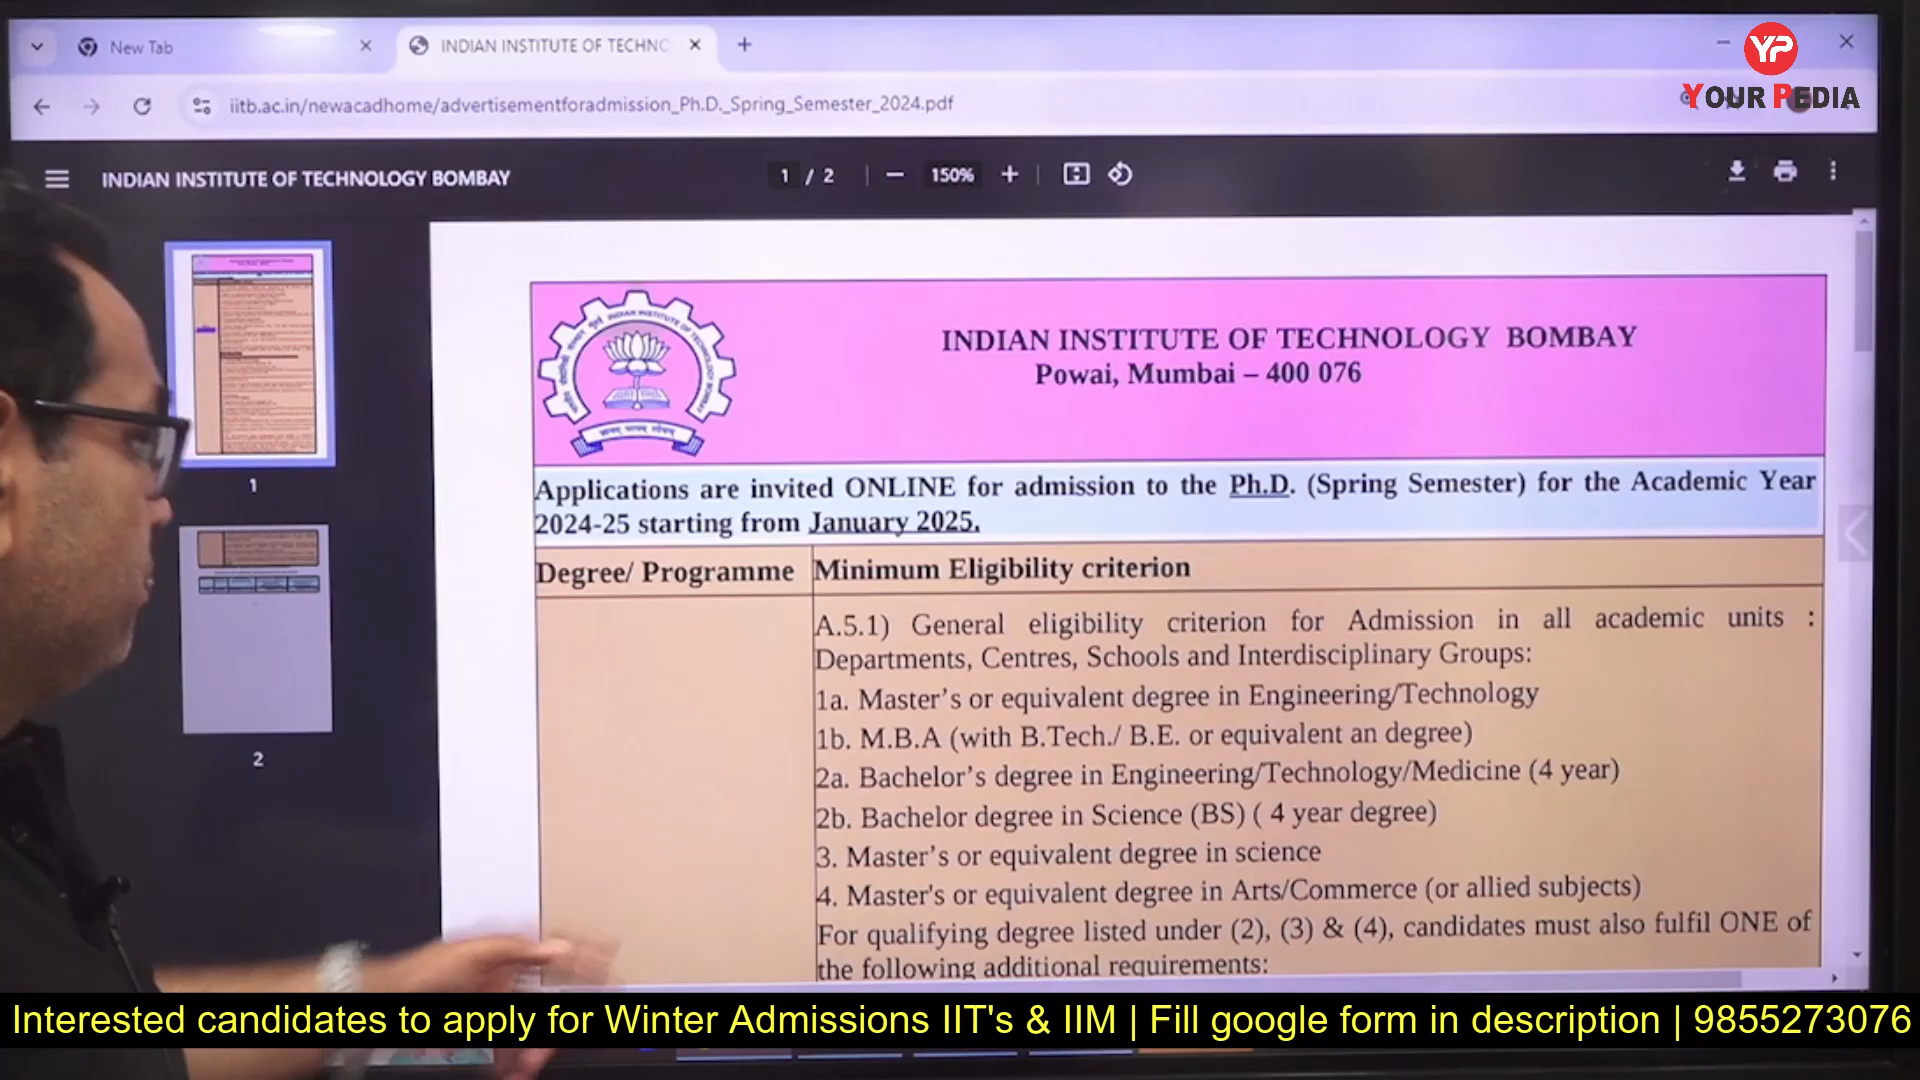 New Tab
INDIAN INSTITUTE OF TECHNO
YP
YOUR PEDIA
iitb.ac.in/newacadhome/advertisementforadmission_Ph.D._Spring_Semester_2024.pdf
INDIAN INSTITUTE OF TECHNOLOGY BOMBAY
1 / 2
150%
INDIAN INSTITUTE OF TECHNOLOGY BOMBAY
Powai, Mumbai – 400 076
Applications are invited ONLINE for admission to the Ph.D. (Spring Semester) for the Academic Year
2024-25 starting from January 2025.
Degree/ Programme Minimum Eligibility criterion
A.5.1) General eligibility criterion for Admission in all academic units :
Departments, Centres, Schools and Interdisciplinary Groups:
1a. Master’s or equivalent degree in Engineering/Technology
1b. M.B.A (with B.Tech./ B.E. or equivalent an degree)
2a. Bachelor’s degree in Engineering/Technology/Medicine (4 year)
2b. Bachelor degree in Science (BS) ( 4 year degree)
3. Master’s or equivalent degree in science
4. Master's or equivalent degree in Arts/Commerce (or allied subjects)
For qualifying degree listed under (2), (3) & (4), candidates must also fulfil ONE of
the following additional requirements:
1
2
Interested candidates to apply for Winter Admissions IIT's & IIM | Fill google form in description | 9855273076